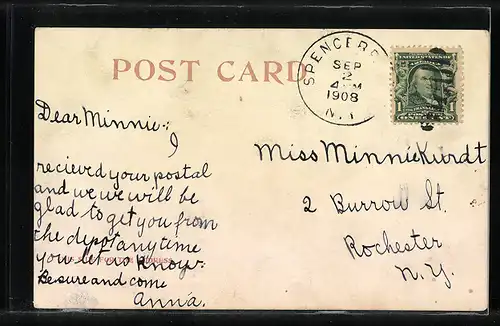 POST CARD
SPENCERP
SEP
2
4 PM
1908
N.Y.
1
Dear Minnie:
I
recieved your postal
and we we will be
glad to get you from
the depot anytime
you let us know.
Be sure and come
Anna.
Miss Minnie Kurdt
2 Burrow St.
Rochester
N.Y.